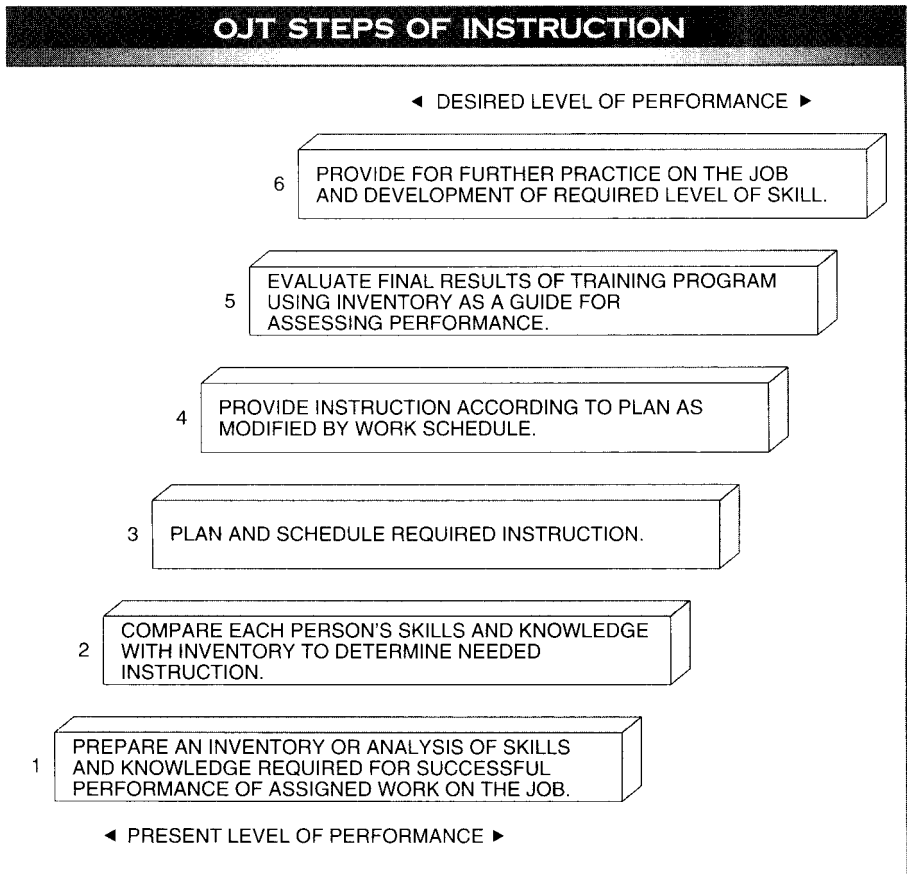 OJT STEPS OF INSTRUCTION
◄ DESIRED LEVEL OF PERFORMANCE ►
6
PROVIDE FOR FURTHER PRACTICE ON THE JOB
AND DEVELOPMENT OF REQUIRED LEVEL OF SKILL.
5
EVALUATE FINAL RESULTS OF TRAINING PROGRAM
USING INVENTORY AS A GUIDE FOR
ASSESSING PERFORMANCE.
4
PROVIDE INSTRUCTION ACCORDING TO PLAN AS
MODIFIED BY WORK SCHEDULE.
3
PLAN AND SCHEDULE REQUIRED INSTRUCTION.
2
COMPARE EACH PERSON'S SKILLS AND KNOWLEDGE
WITH INVENTORY TO DETERMINE NEEDED
INSTRUCTION.
1
PREPARE AN INVENTORY OR ANALYSIS OF SKILLS
AND KNOWLEDGE REQUIRED FOR SUCCESSFUL
PERFORMANCE OF ASSIGNED WORK ON THE JOB.
◄ PRESENT LEVEL OF PERFORMANCE ►